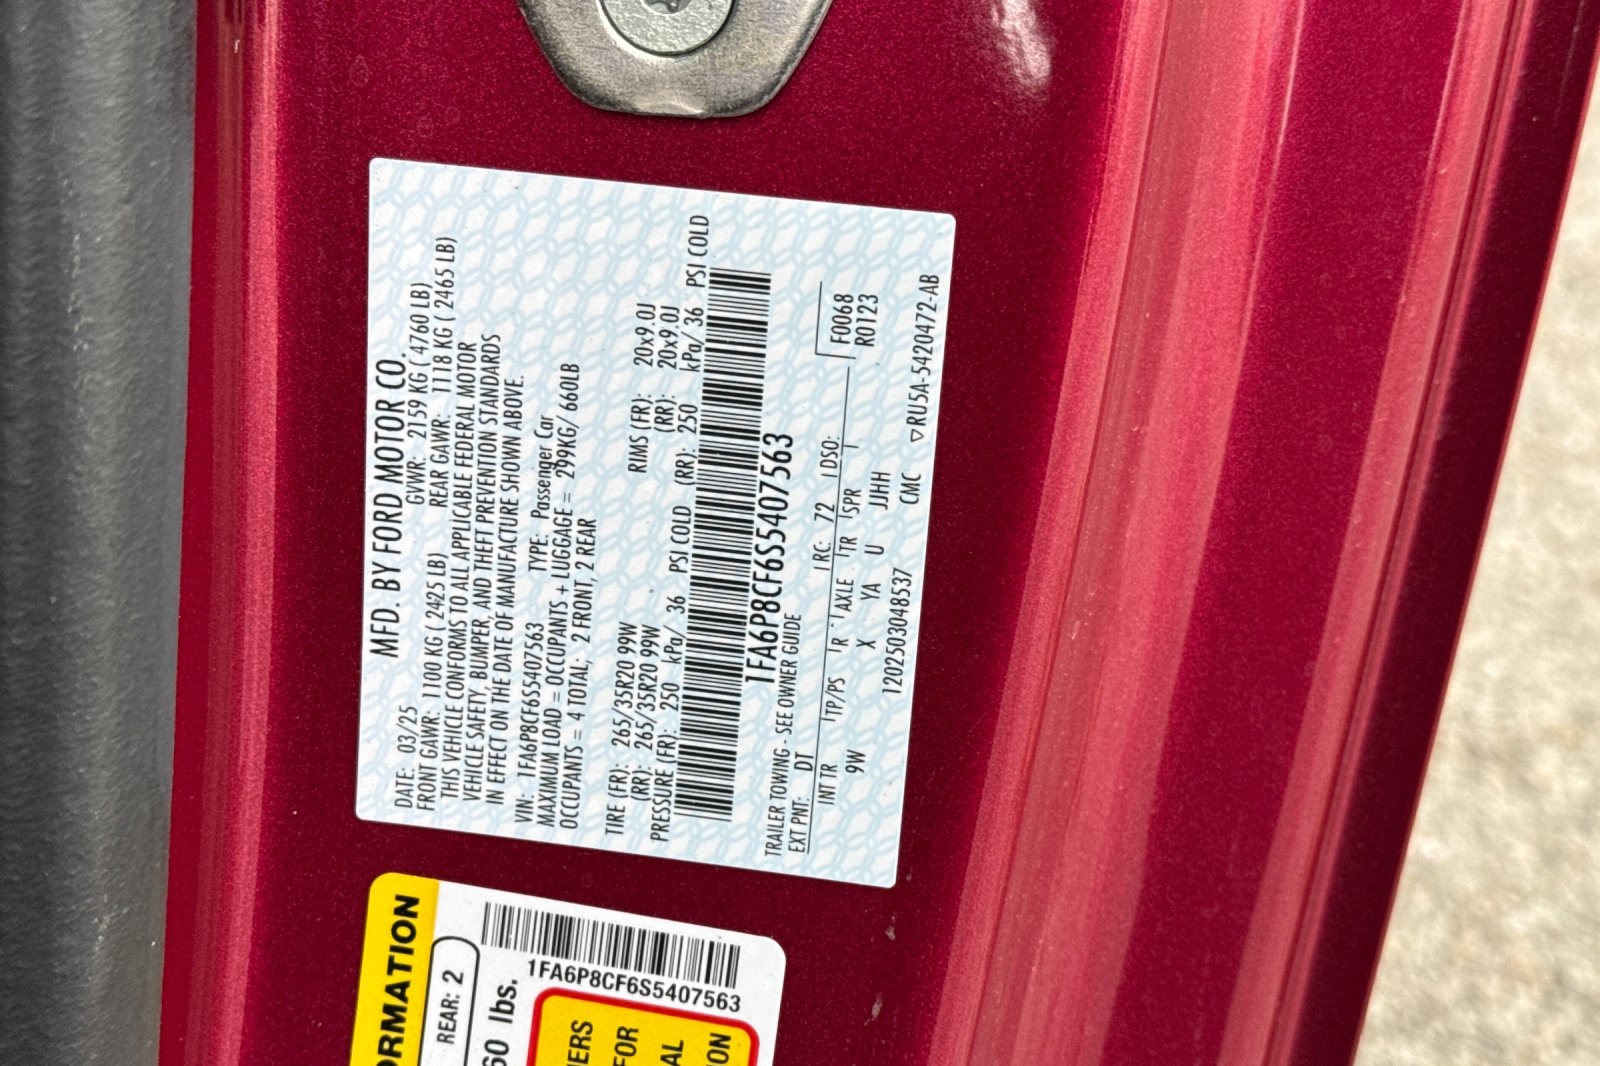 MFD. BY FORD MOTOR CO.
DATE: 03/25 GVWR: 2159 KG ( 4760 LB)
FRONT GAWR: 1100 KG ( 2425 LB) REAR GAWR: 1118 KG ( 2465 LB)
THIS VEHICLE CONFORMS TO ALL APPLICABLE FEDERAL MOTOR
VEHICLE SAFETY, BUMPER, AND THEFT PREVENTION STANDARDS
IN EFFECT ON THE DATE OF MANUFACTURE SHOWN ABOVE.
VIN: 1FA6P8CF6S5407563 TYPE: Passenger Car
MAXIMUM LOAD = OCCUPANTS + LUGGAGE = 299KG/ 660LB
OCCUPANTS = 4 TOTAL; 2 FRONT, 2 REAR
TIRE (FR): 265/35R20 99W RIMS (FR): 20x9.0J
(RR): 265/35R20 99W (RR): 20x9.0J
PRESSURE (FR): 250 kPa/ 36 PSI COLD (RR): 250 kPa/ 36 PSI COLD
1FA6P8CF6S5407563
TRAILER TOWING - SEE OWNER GUIDE
EXT PNT: DT RC: 72 DSO: F0068
INT TR TP/PS R AXLE TR SPR R0123
9W X YA U JJHH
1202503048537 CMC ▽RU5A-5420472-AB
ORMATION
REAR: 2
60 lbs.
1FA6P8CF6S5407563
NERS
FOR
AL
ION